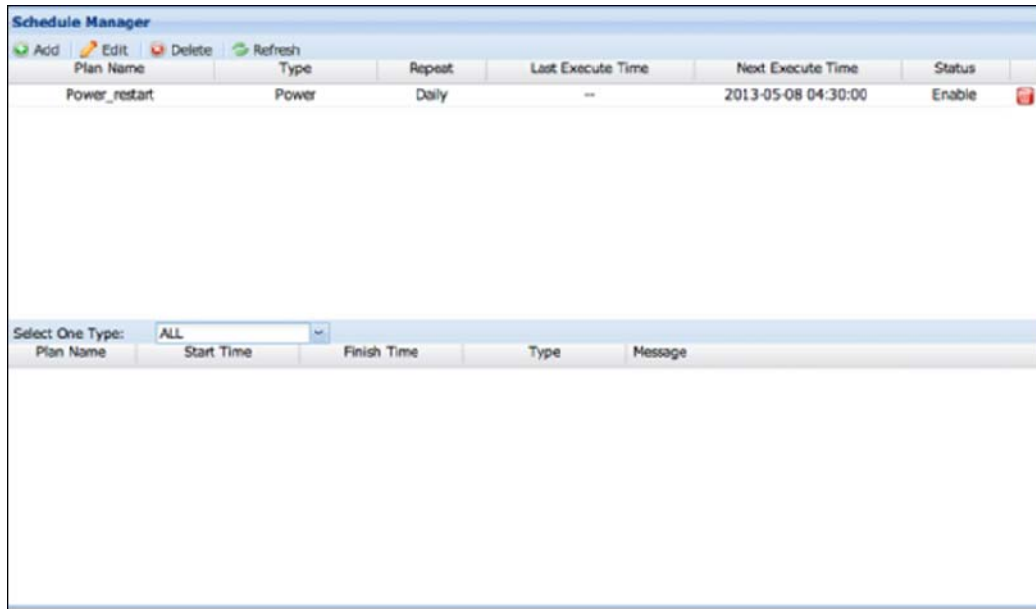 Schedule Manager
Add Edit Delete Refresh
Plan Name Type Repeat Last Execute Time Next Execute Time Status
Power_restart Power Daily -- 2013-05-08 04:30:00 Enable
Select One Type: ALL
Plan Name Start Time Finish Time Type Message